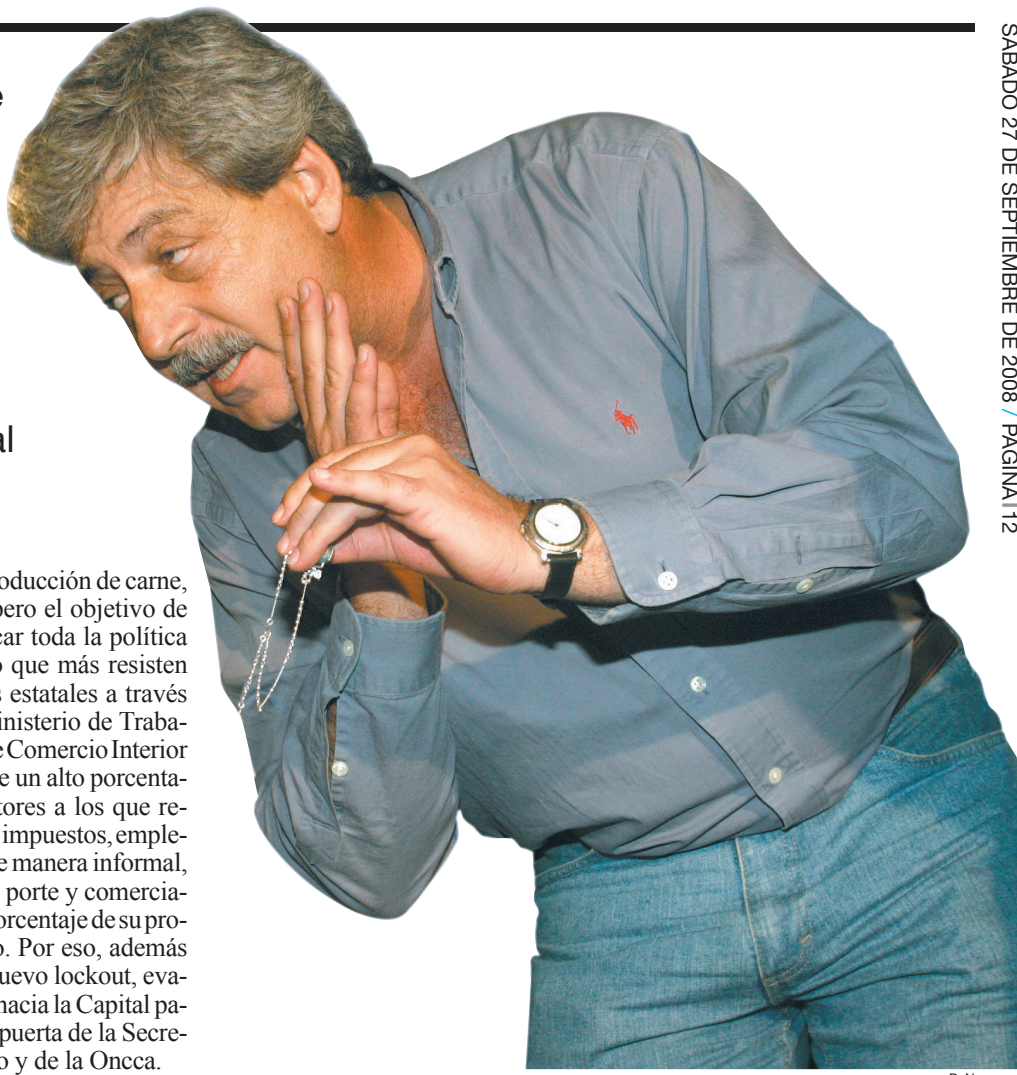 SABADO 27 DE SEPTIEMBRE DE 2008 / PAGINA 12
e
al
oducción de carne,
pero el objetivo de
car toda la política
o que más resisten
s estatales a través
inisterio de Traba-
e Comercio Interior
e un alto porcenta-
tores a los que re-
impuestos, emple-
e manera informal,
porte y comercia-
orcentaje de su pro-
o. Por eso, además
uevo lockout, eva-
hacia la Capital pa-
puerta de la Secre-
o y de la Oncca.